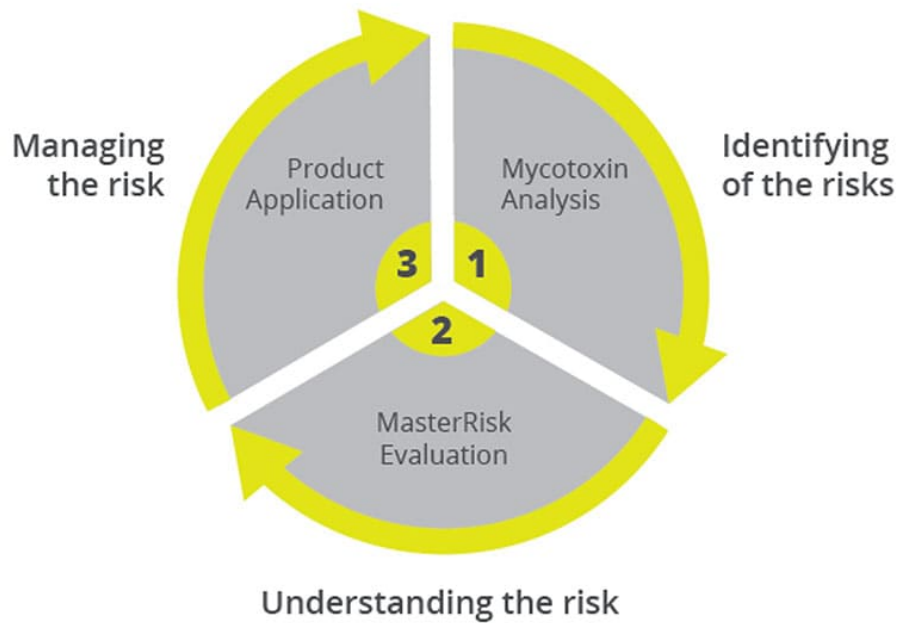 Managing
the risk
Product
Application
3
Mycotoxin
Analysis
1
Identifying
of the risks
2
MasterRisk
Evaluation
Understanding the risk